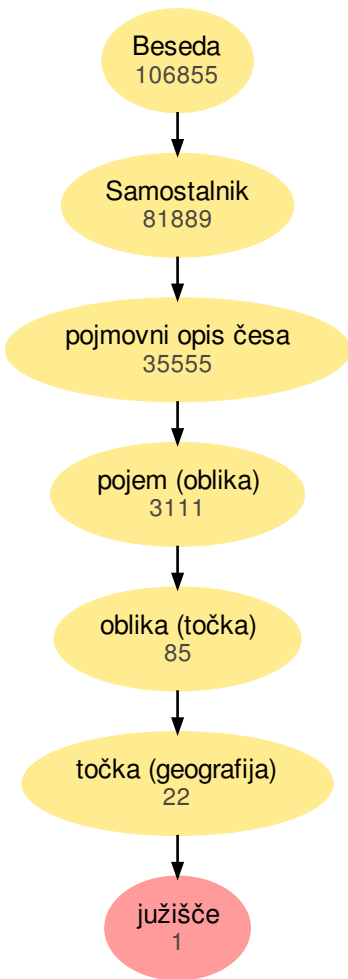 Beseda
106855
Samostalnik
81889
pojmovni opis česa
35555
pojem (oblika)
3111
oblika (točka)
85
točka (geografija)
22
južišče
1